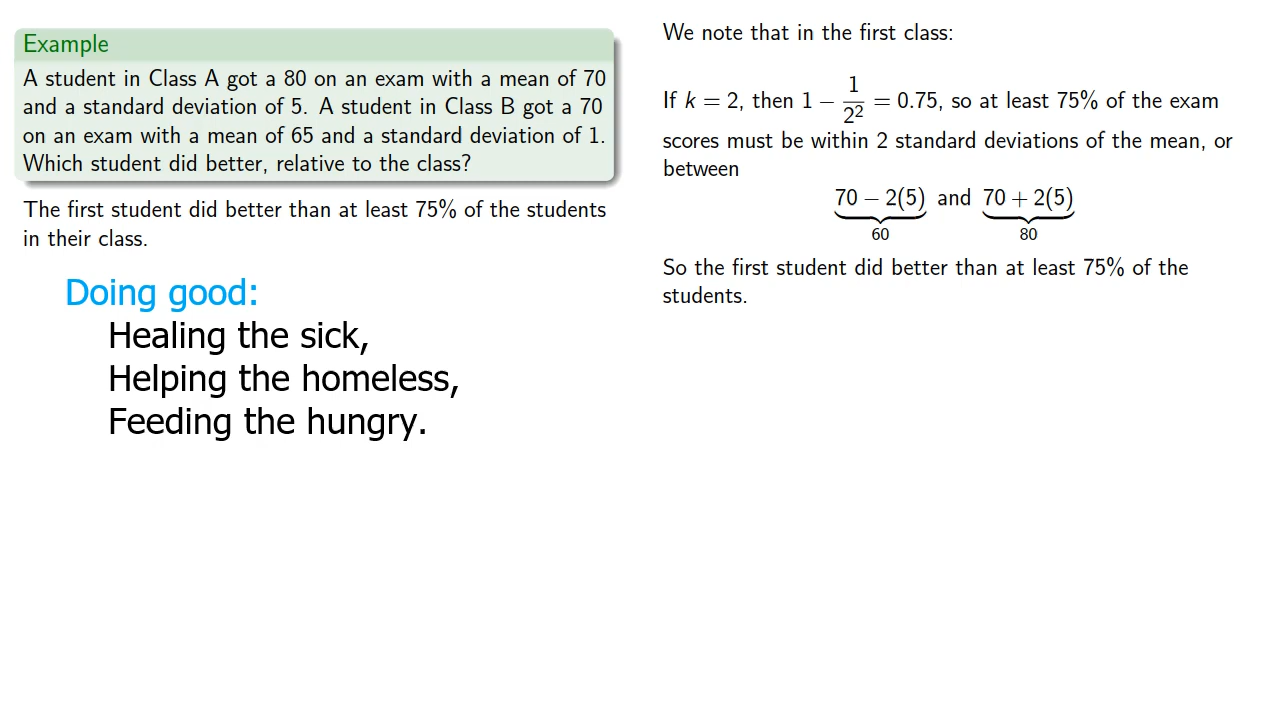 Example
A student in Class A got a 80 on an exam with a mean of 70
and a standard deviation of 5. A student in Class B got a 70
on an exam with a mean of 65 and a standard deviation of 1.
Which student did better, relative to the class?
The first student did better than at least 75% of the students
in their class.
Doing good:
Healing the sick,
Helping the homeless,
Feeding the hungry.
We note that in the first class:
If k = 2, then 1 − 1/2² = 0.75, so at least 75% of the exam
scores must be within 2 standard deviations of the mean, or
between
70 − 2(5) and 70 + 2(5)
60 80
So the first student did better than at least 75% of the
students.